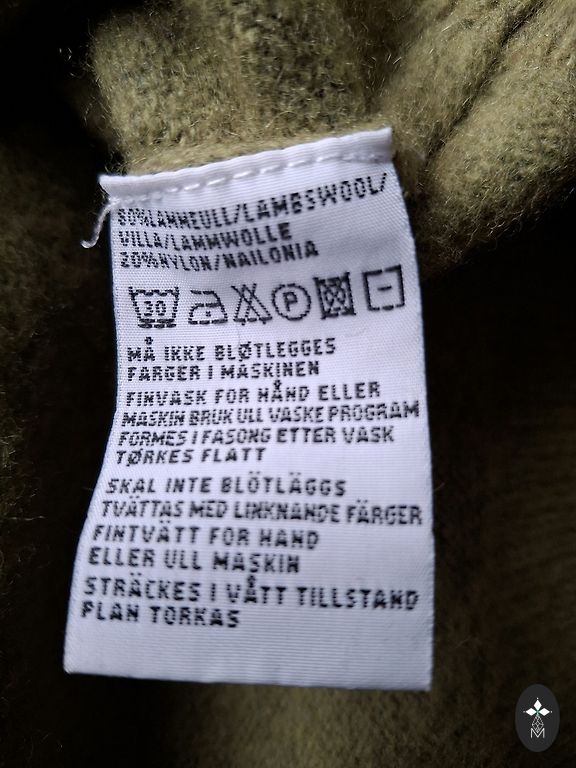 80%LAMMEULL/LAMBSWOOL/
VILLA/LAMMWOLLE
20%NYLON/NAILONIA
30 P
MÅ IKKE BLØTLEGGES
FARGER I MASKINEN
FINVASK FOR HÅND ELLER
MASKIN BRUK ULL VASKE PROGRAM
FORMES I FASONG ETTER VASK
TØRKES FLATT
SKAL INTE BLÖTLÄGGS
TVÄTTAS MED LINKNANDE FÄRGER
FINTVÄTT FOR HAND
ELLER ULL MASKIN
STRÄCKES I VÅTT TILLSTAND
PLAN TORKAS
M